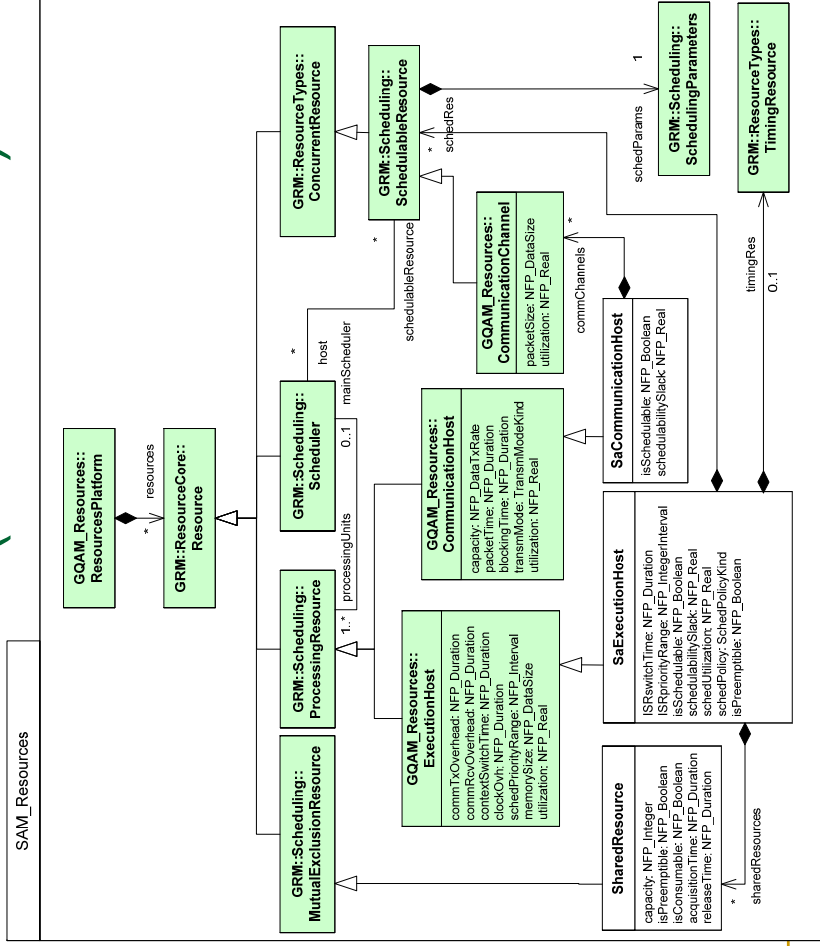 SAM_Resources
GQAM_Resources::
ResourcesPlatform
resources
*
GRM::ResourceCore::
Resource
GRM::Scheduling::
MutualExclusionResource
GRM::Scheduling::
ProcessingResource
1..*
processingUnits
GRM::Scheduling::
Scheduler
0..1
mainScheduler
host
*
GRM::ResourceTypes::
ConcurrentResource
*
schedulableResource
GRM::Scheduling::
SchedulableResource
*
schedRes
GQAM_Resources::
ExecutionHost
commTxOverhead: NFP_Duration
commRcvOverhead: NFP_Duration
contextSwitchTime: NFP_Duration
clockOvh: NFP_Duration
schedPriorityRange: NFP_Interval
memorySize: NFP_DataSize
utilization: NFP_Real
GQAM_Resources::
CommunicationHost
capacity: NFP_DataTxRate
packetTime: NFP_Duration
blockingTime: NFP_Duration
transmMode: TransmModeKind
utilization: NFP_Real
GQAM_Resources::
CommunicationChannel
packetSize: NFP_DataSize
utilization: NFP_Real
*
commChannels
SharedResource
capacity: NFP_Integer
isPreemptible: NFP_Boolean
isConsumable: NFP_Boolean
acquisitionTime: NFP_Duration
releaseTime: NFP_Duration
*
sharedResources
SaExecutionHost
ISRswitchTime: NFP_Duration
ISRpriorityRange: NFP_IntegerInterval
isSchedulable: NFP_Boolean
schedulabilitySlack: NFP_Real
schedUtilization: NFP_Real
schedPolicy: SchedPolicyKind
isPreemptible: NFP_Boolean
SaCommunicationHost
isSchedulable: NFP_Boolean
schedulabilitySlack: NFP_Real
schedParams
1
GRM::Scheduling::
SchedulingParameters
timingRes
0..1
GRM::ResourceTypes::
TimingResource